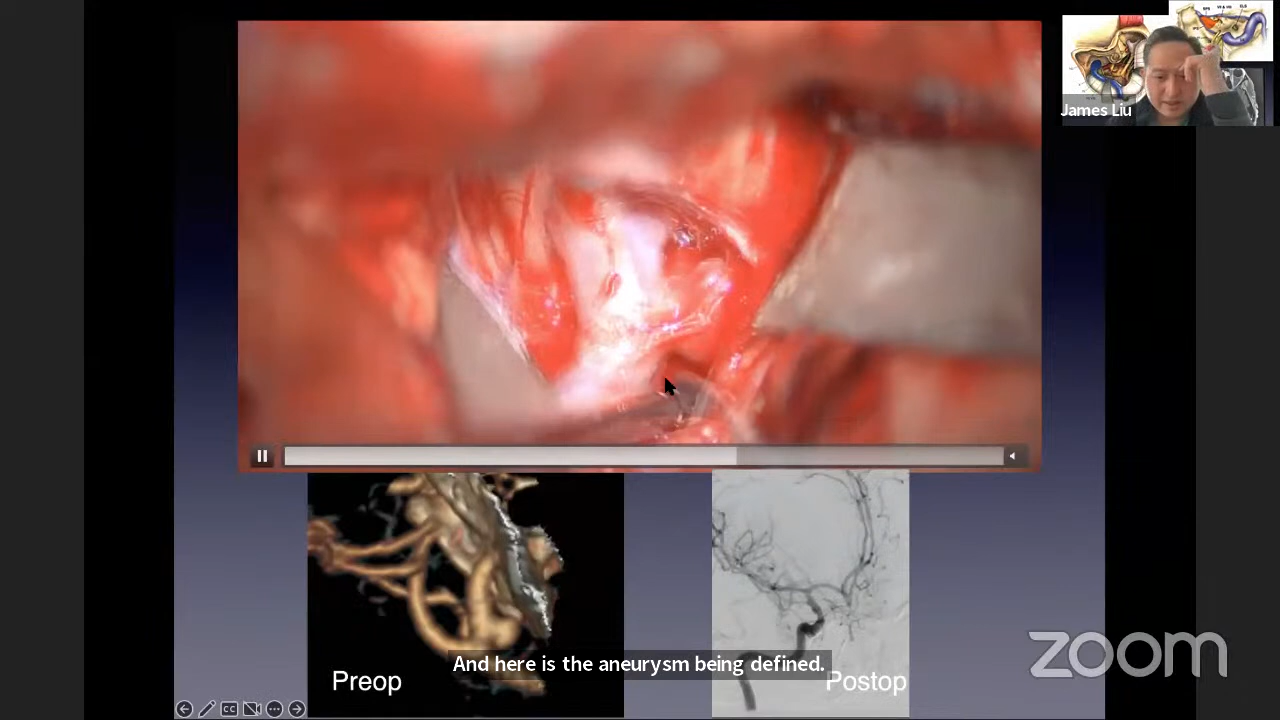 James Liu
And here is the aneurysm being defined.
Preop
Postop
zoom